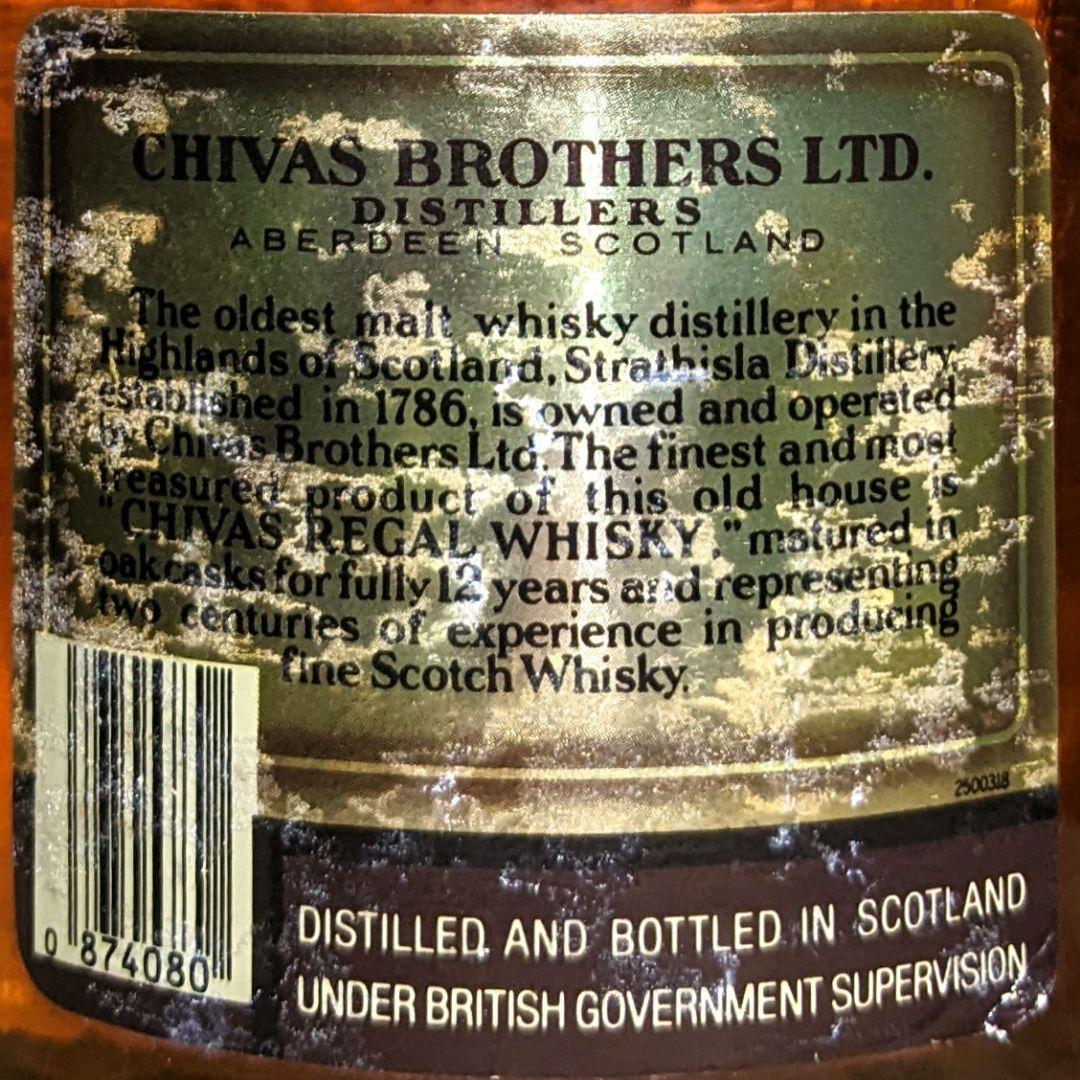 CHIVAS BROTHERS LTD.
DISTILLERS
ABERDEEN SCOTLAND
The oldest malt whisky distillery in the
Highlands of Scotland, Strathisla Distillery,
established in 1786, is owned and operated
by Chivas Brothers Ltd. The finest and most
treasured product of this old house is
"CHIVAS REGAL WHISKY," matured in
oak casks for fully 12 years and representing
two centuries of experience in producing
fine Scotch Whisky.
2500318
0 874080
DISTILLED AND BOTTLED IN SCOTLAND
UNDER BRITISH GOVERNMENT SUPERVISION